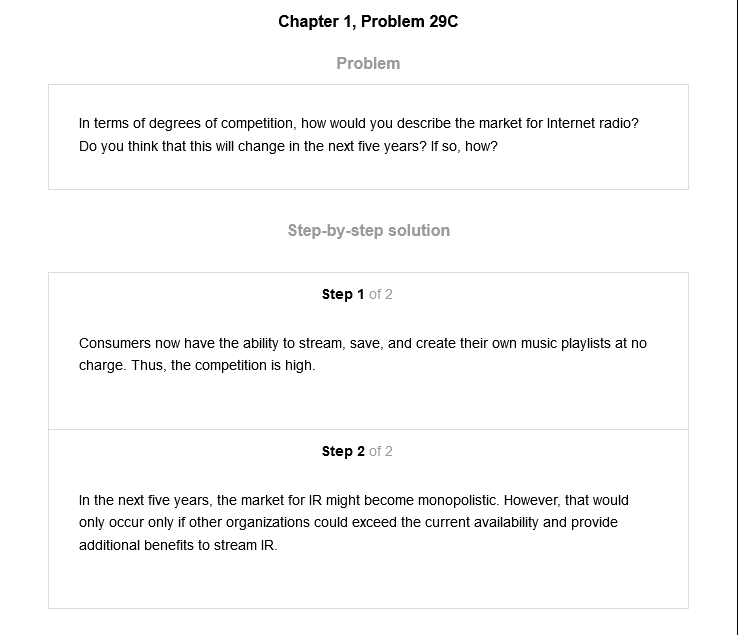 Chapter 1, Problem 29C
Problem
In terms of degrees of competition, how would you describe the market for Internet radio?
Do you think that this will change in the next five years? If so, how?
Step-by-step solution
Step 1 of 2
Consumers now have the ability to stream, save, and create their own music playlists at no
charge. Thus, the competition is high.
Step 2 of 2
In the next five years, the market for IR might become monopolistic. However, that would
only occur only if other organizations could exceed the current availability and provide
additional benefits to stream IR.